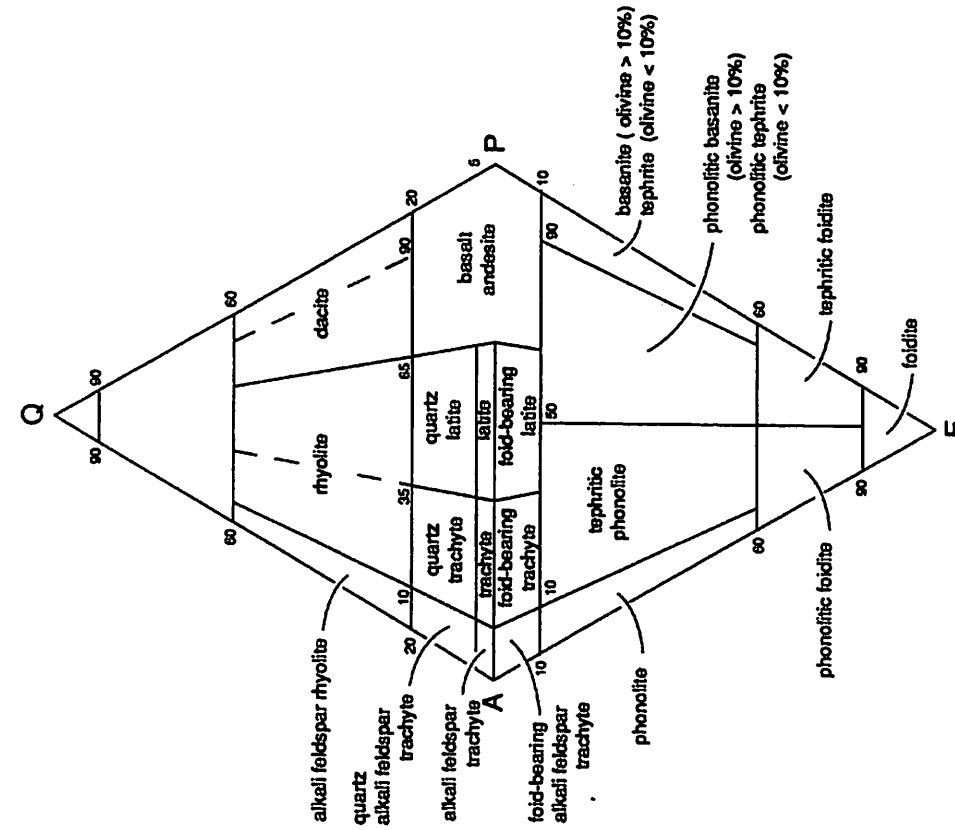 Q
90
90
60
60
alkali feldspar rhyolite
rhyolite
dacite
20
10
35
65
90
20
quartz
alkali feldspar
trachyte
quartz
trachyte
quartz
latite
basalt
andesite
5
alkali feldspar
trachyte
trachyte
latite
A
P
foid-bearing
alkali feldspar
trachyte
foid-bearing
trachyte
foid-bearing
latite
10
10
50
90
10
basanite ( olivine > 10%)
tephrite (olivine < 10%)
phonolite
tephritic
phonolite
phonolitic basanite
(olivine > 10%)
phonolitic tephrite
(olivine < 10%)
60
60
phonolitic foidite
tephritic foidite
90
90
foidite
F